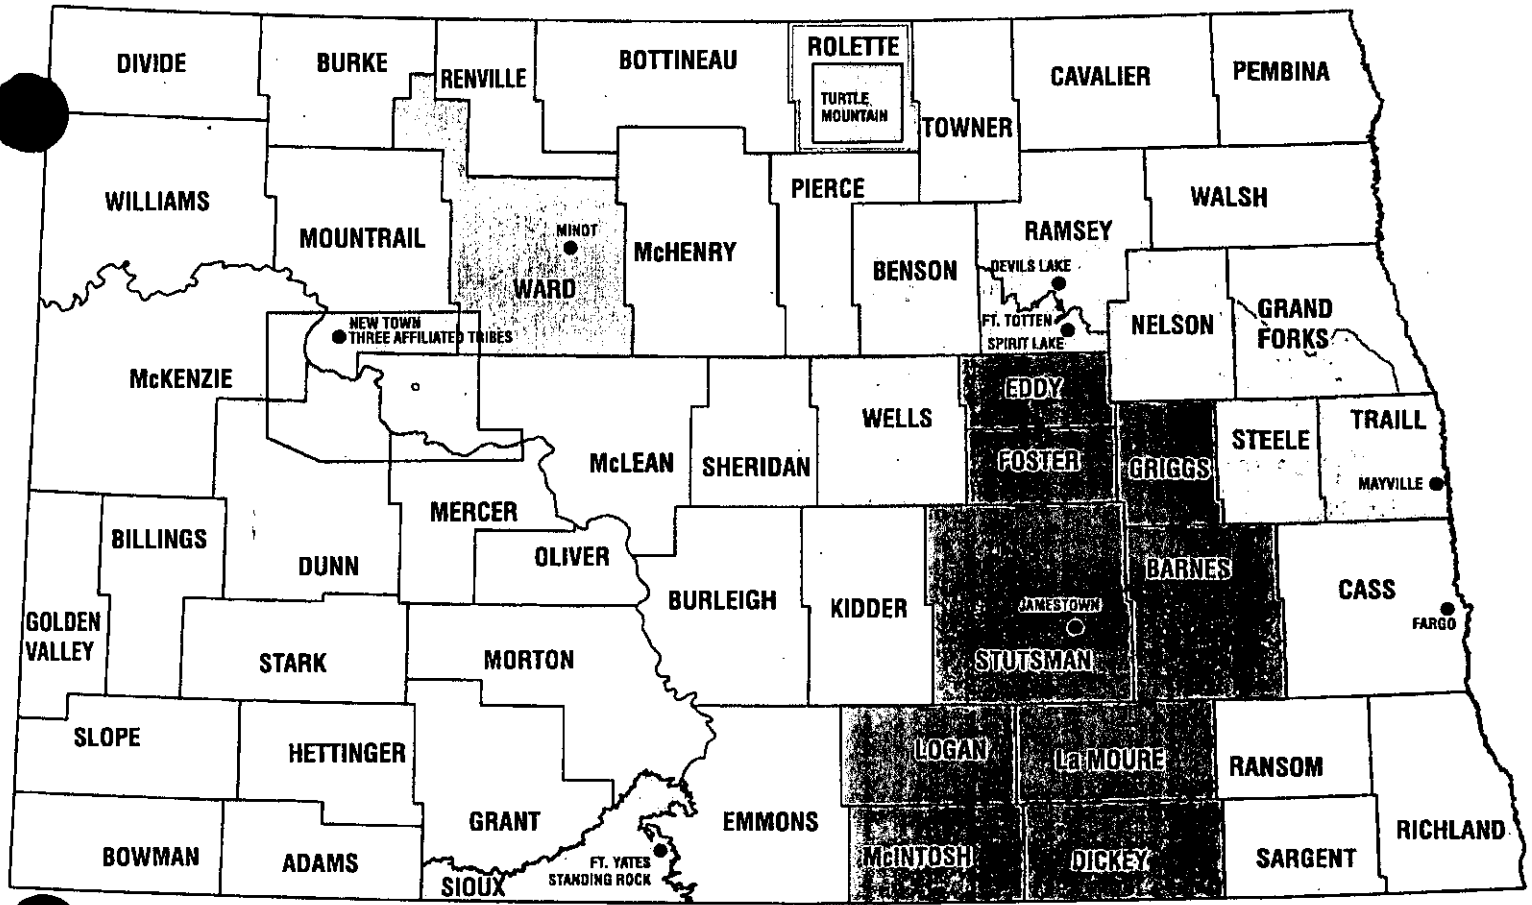 DIVIDE
BURKE
RENVILLE
BOTTINEAU
ROLETTE
TURTLE
MOUNTAIN
TOWNER
CAVALIER
PEMBINA
WILLIAMS
MOUNTRAIL
MINOT
WARD
McHENRY
PIERCE
BENSON
RAMSEY
DEVILS LAKE
FT. TOTTEN
SPIRIT LAKE
WALSH
NELSON
GRAND
FORKS
NEW TOWN
THREE AFFILIATED TRIBES
McKENZIE
McLEAN
SHERIDAN
WELLS
EDDY
FOSTER
GRIGGS
STEELE
TRAILL
MAYVILLE
BILLINGS
DUNN
MERCER
OLIVER
BURLEIGH
KIDDER
JAMESTOWN
STUTSMAN
BARNES
CASS
FARGO
GOLDEN
VALLEY
STARK
MORTON
SLOPE
HETTINGER
GRANT
EMMONS
LOGAN
La MOURE
RANSOM
RICHLAND
BOWMAN
ADAMS
SIOUX
FT. YATES
STANDING ROCK
McINTOSH
DICKEY
SARGENT